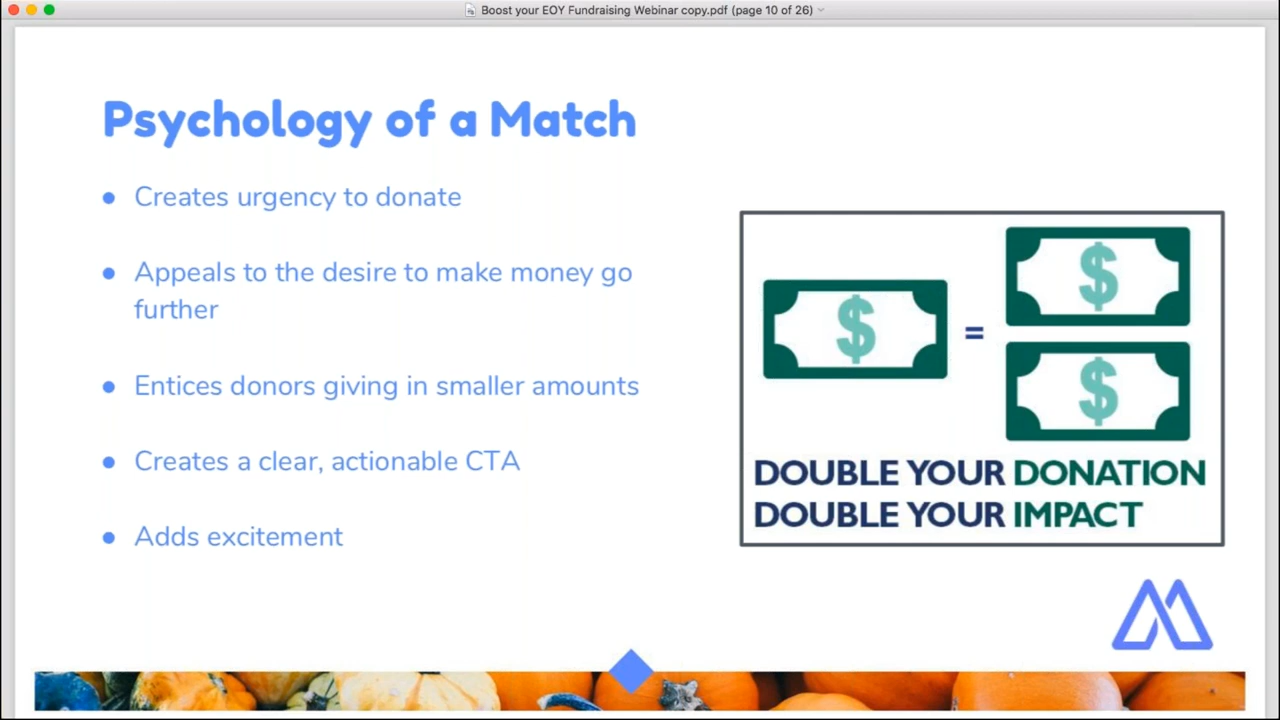 Boost your EOY Fundraising Webinar copy.pdf (page 10 of 26)
Psychology of a Match
● Creates urgency to donate
● Appeals to the desire to make money go
further
● Entices donors giving in smaller amounts
● Creates a clear, actionable CTA
● Adds excitement
$ = $
$
DOUBLE YOUR DONATION
DOUBLE YOUR IMPACT